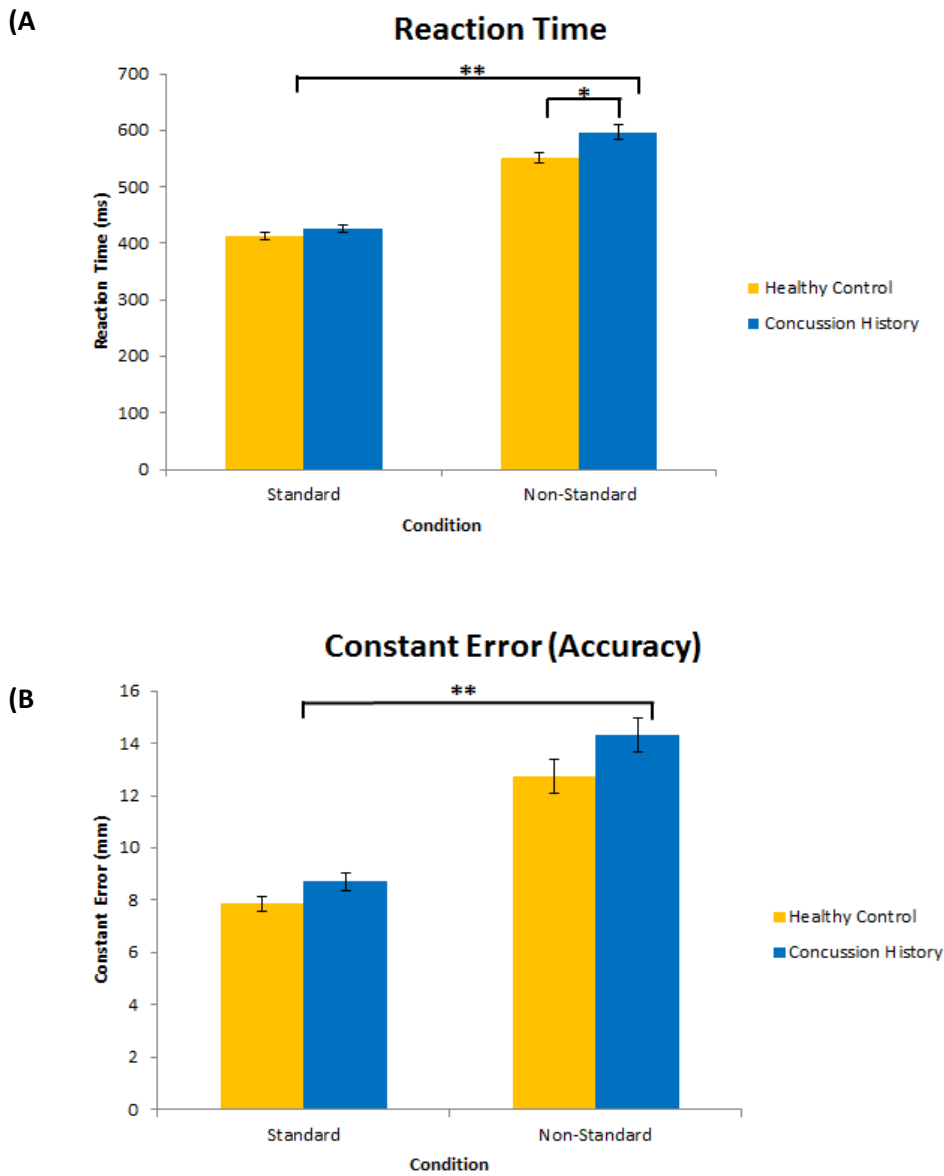 (A
Reaction Time
**
*
700
600
500
400
300
200
100
0
Reaction Time (ms)
Standard
Non-Standard
Condition
Healthy Control
Concussion History
(B
Constant Error (Accuracy)
**
16
14
12
10
8
6
4
2
0
Constant Error (mm)
Standard
Non-Standard
Condition
Healthy Control
Concussion History